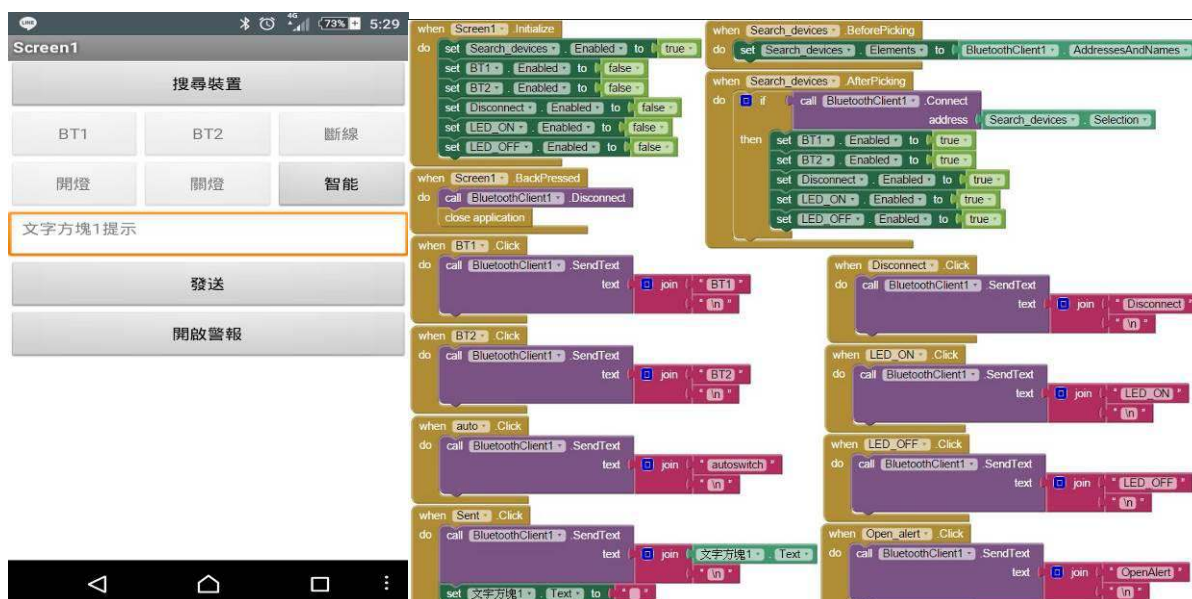 LINE
4G
73%
5:29
Screen1
搜尋裝置
BT1
BT2
斷線
開燈
關燈
智能
文字方塊1提示
發送
開啟警報
when Screen1 .Initialize
do set Search_devices . Enabled to true
set BT1 . Enabled to false
set BT2 . Enabled to false
set Disconnect . Enabled to false
set LED_ON . Enabled to false
set LED_OFF . Enabled to false
when Screen1 .BackPressed
do call BluetoothClient1 .Disconnect
close application
when BT1 .Click
do call BluetoothClient1 .SendText
text join " BT1 "
" \n "
when BT2 .Click
do call BluetoothClient1 .SendText
text join " BT2 "
" \n "
when auto .Click
do call BluetoothClient1 .SendText
text join " autoswitch "
" \n "
when Sent .Click
do call BluetoothClient1 .SendText
text join 文字方塊1 . Text
" \n "
set 文字方塊1 . Text to " "
when Search_devices .BeforePicking
do set Search_devices . Elements to BluetoothClient1 . AddressesAndNames
when Search_devices .AfterPicking
do if call BluetoothClient1 .Connect
address Search_devices . Selection
then set BT1 . Enabled to true
set BT2 . Enabled to true
set Disconnect . Enabled to true
set LED_ON . Enabled to true
set LED_OFF . Enabled to true
when Disconnect .Click
do call BluetoothClient1 .SendText
text join " Disconnect "
" \n "
when LED_ON .Click
do call BluetoothClient1 .SendText
text join " LED_ON "
" \n "
when LED_OFF .Click
do call BluetoothClient1 .SendText
text join " LED_OFF "
" \n "
when Open_alert .Click
do call BluetoothClient1 .SendText
text join " OpenAlert "
" \n "